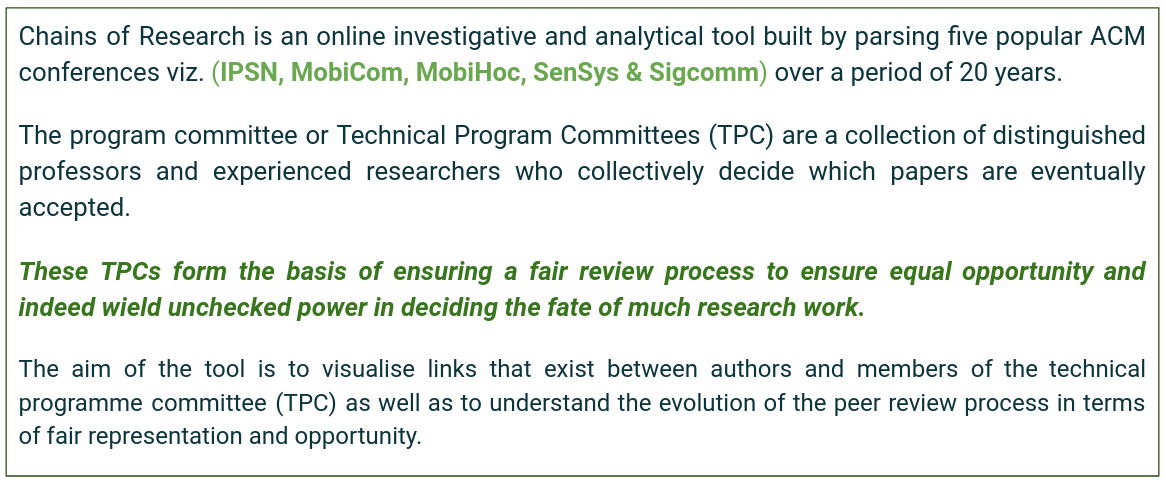 Chains of Research is an online investigative and analytical tool built by parsing five popular ACM
conferences viz. (IPSN, MobiCom, MobiHoc, SenSys & Sigcomm) over a period of 20 years.
The program committee or Technical Program Committees (TPC) are a collection of distinguished
professors and experienced researchers who collectively decide which papers are eventually
accepted.
These TPCs form the basis of ensuring a fair review process to ensure equal opportunity and
indeed wield unchecked power in deciding the fate of much research work.
The aim of the tool is to visualise links that exist between authors and members of the technical
programme committee (TPC) as well as to understand the evolution of the peer review process in terms
of fair representation and opportunity.